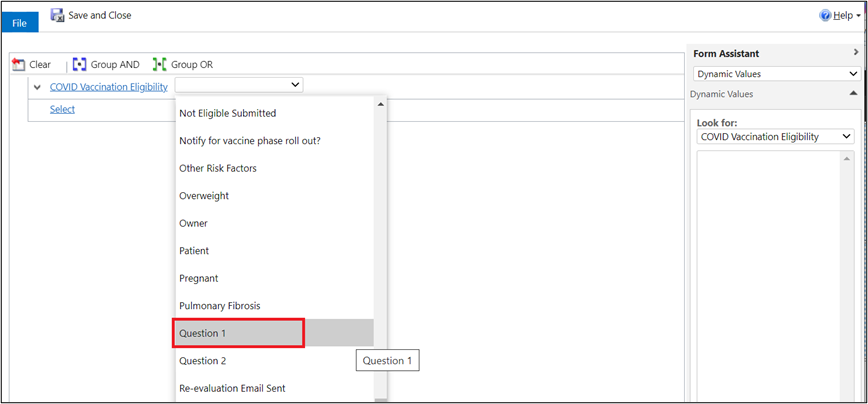 File
Save and Close
Help
Clear
Group AND
Group OR
COVID Vaccination Eligibility
Select
Not Eligible Submitted
Notify for vaccine phase roll out?
Other Risk Factors
Overweight
Owner
Patient
Pregnant
Pulmonary Fibrosis
Question 1
Question 2
Question 1
Re-evaluation Email Sent
Form Assistant
Dynamic Values
Dynamic Values
Look for:
COVID Vaccination Eligibility